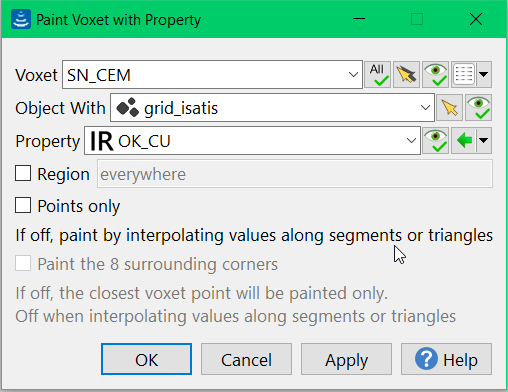 Paint Voxet with Property
Voxet SN_CEM All
Object With grid_isatis
Property IR OK_CU
Region everywhere
Points only
If off, paint by interpolating values along segments or triangles
Paint the 8 surrounding corners
If off, the closest voxet point will be painted only.
Off when interpolating values along segments or triangles
OK Cancel Apply ? Help